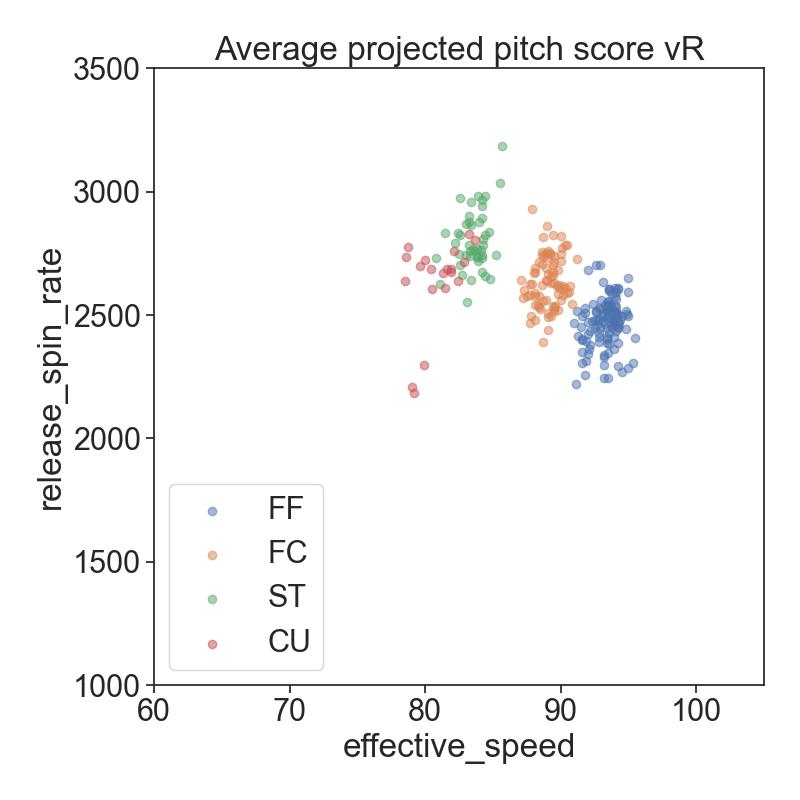 Average projected pitch score vR
3500
3000
2500
2000
1500
1000
release_spin_rate
FF
FC
ST
CU
60 70 80 90 100
effective_speed